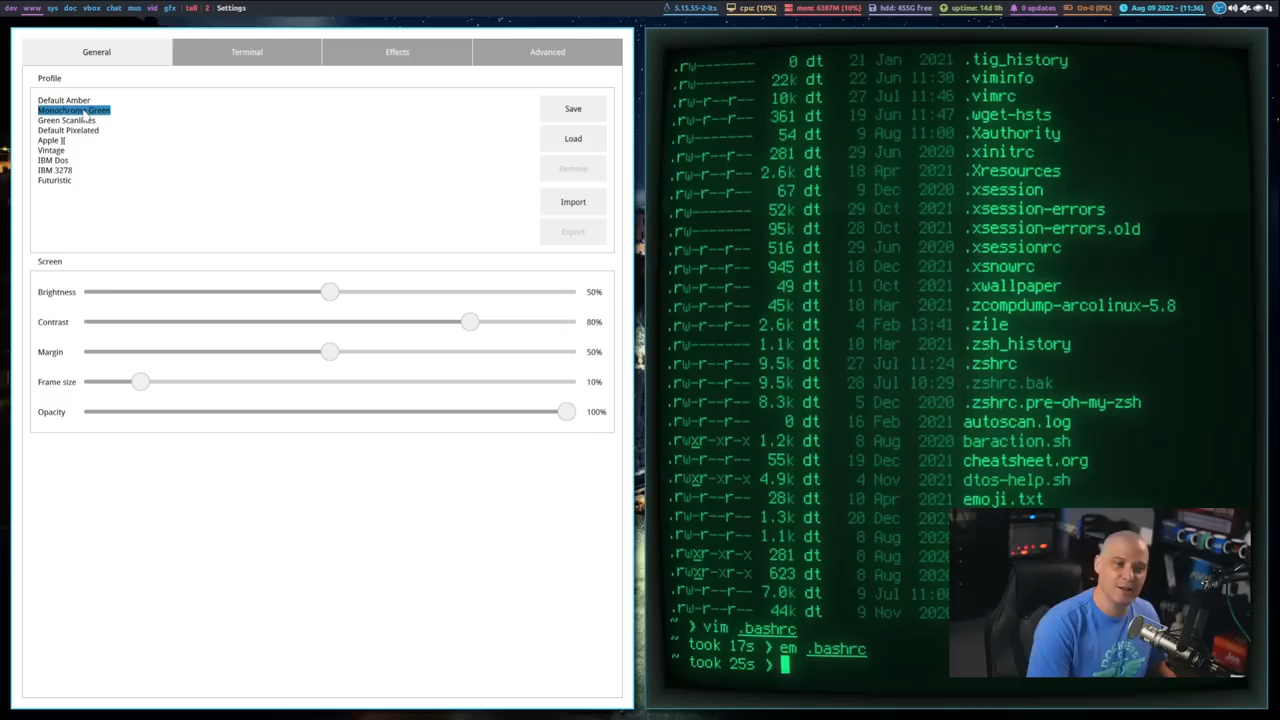 dev www sys doc vbox chat mus vid gfx | tall | 2 | Settings
5.15.55-2-lts cpu: (10%) mem: 6387M (10%) hdd: 455G free uptime: 14d 0h 0 updates On-0 (0%) Aug 09 2022 - (11:36)
General Terminal Effects Advanced
Profile
Default Amber
Monochrome Green
Green Scanlines
Default Pixelated
Apple ][
Vintage
IBM Dos
IBM 3278
Futuristic
Save
Load
Remove
Import
Export
Screen
Brightness 50%
Contrast 80%
Margin 50%
Frame size 10%
Opacity 100%
.rw------- 0 dt 21 Jan 2021 .tig_history
.rw------- 22k dt 11 Jun 11:30 .viminfo
.rw-r--r-- 10k dt 27 Jul 11:46 .vimrc
.rw-r--r-- 361 dt 19 Jun 11:47 .wget-hsts
.rw------- 54 dt 9 Aug 11:00 .Xauthority
.rw-r--r-- 281 dt 29 Jun 2020 .xinitrc
.rw-r--r-- 2.6k dt 18 Apr 2021 .Xresources
.rw-r--r-- 67 dt 9 Dec 2020 .xsession
.rw------- 52k dt 29 Oct 2021 .xsession-errors
.rw------- 95k dt 28 Oct 2021 .xsession-errors.old
.rw-r--r-- 516 dt 29 Jun 2020 .xsessionrc
.rw-r--r-- 945 dt 18 Dec 2021 .xsnowrc
.rw-r--r-- 49 dt 11 Oct 2021 .xwallpaper
.rw-r--r-- 45k dt 10 Mar 2021 .zcompdump-arcolinux-5.8
.rw-r--r-- 2.6k dt 4 Feb 13:41 .zile
.rw------- 1.1k dt 10 Mar 2021 .zsh_history
.rw-r--r-- 9.5k dt 27 Jul 11:24 .zshrc
.rw-r--r-- 9.5k dt 28 Jul 10:29 .zshrc.bak
.rw-r--r-- 8.3k dt 5 Dec 2020 .zshrc.pre-oh-my-zsh
.rw-r--r-- 0 dt 16 Feb 2021 autoscan.log
.rwxr-xr-x 1.2k dt 8 Aug 2020 baraction.sh
.rw-r--r-- 55k dt 19 Dec 2021 cheatsheet.org
.rwxr-xr-x 4.9k dt 4 Nov 2021 dtos-help.sh
.rw-r--r-- 28k dt 10 Apr 2021 emoji.txt
.rw-r--r-- 1.3k dt 20 Dec
.rw-r--r-- 1.1k dt 8 Aug
.rwxr-xr-x 281 dt 8 Aug
.rwxr-xr-x 623 dt 8 Aug
.rw-r--r-- 7.0k dt 9 Jul
.rw-r--r-- 44k dt 9 Nov
~ ❯ vim .bashrc
~ took 17s ❯ em .bashrc
~ took 25s ❯